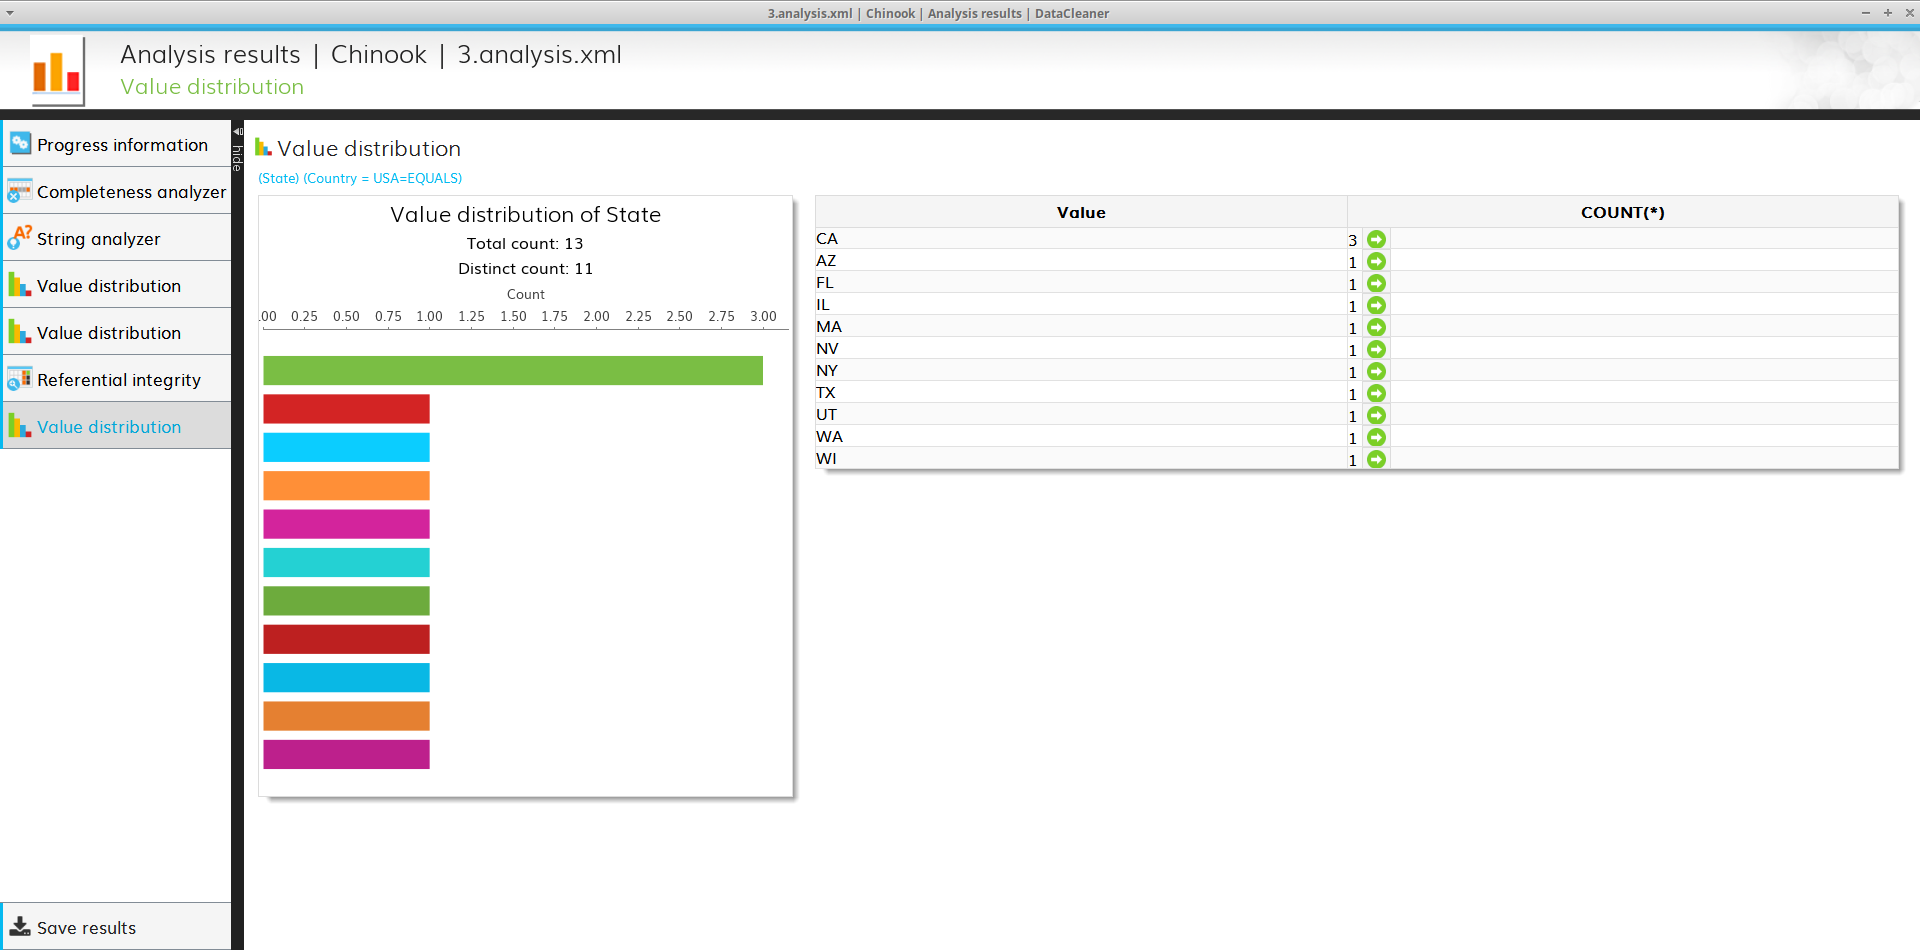 3.analysis.xml | Chinook | Analysis results | DataCleaner
Analysis results | Chinook | 3.analysis.xml
Value distribution
Progress information
Completeness analyzer
String analyzer
Value distribution
Value distribution
Referential integrity
Value distribution
Save results
hide
Value distribution
(State) (Country = USA=EQUALS)
Value distribution of State
Total count: 13
Distinct count: 11
Count
.00 0.25 0.50 0.75 1.00 1.25 1.50 1.75 2.00 2.25 2.50 2.75 3.00
Value COUNT(*)
CA 3
AZ 1
FL 1
IL 1
MA 1
NV 1
NY 1
TX 1
UT 1
WA 1
WI 1